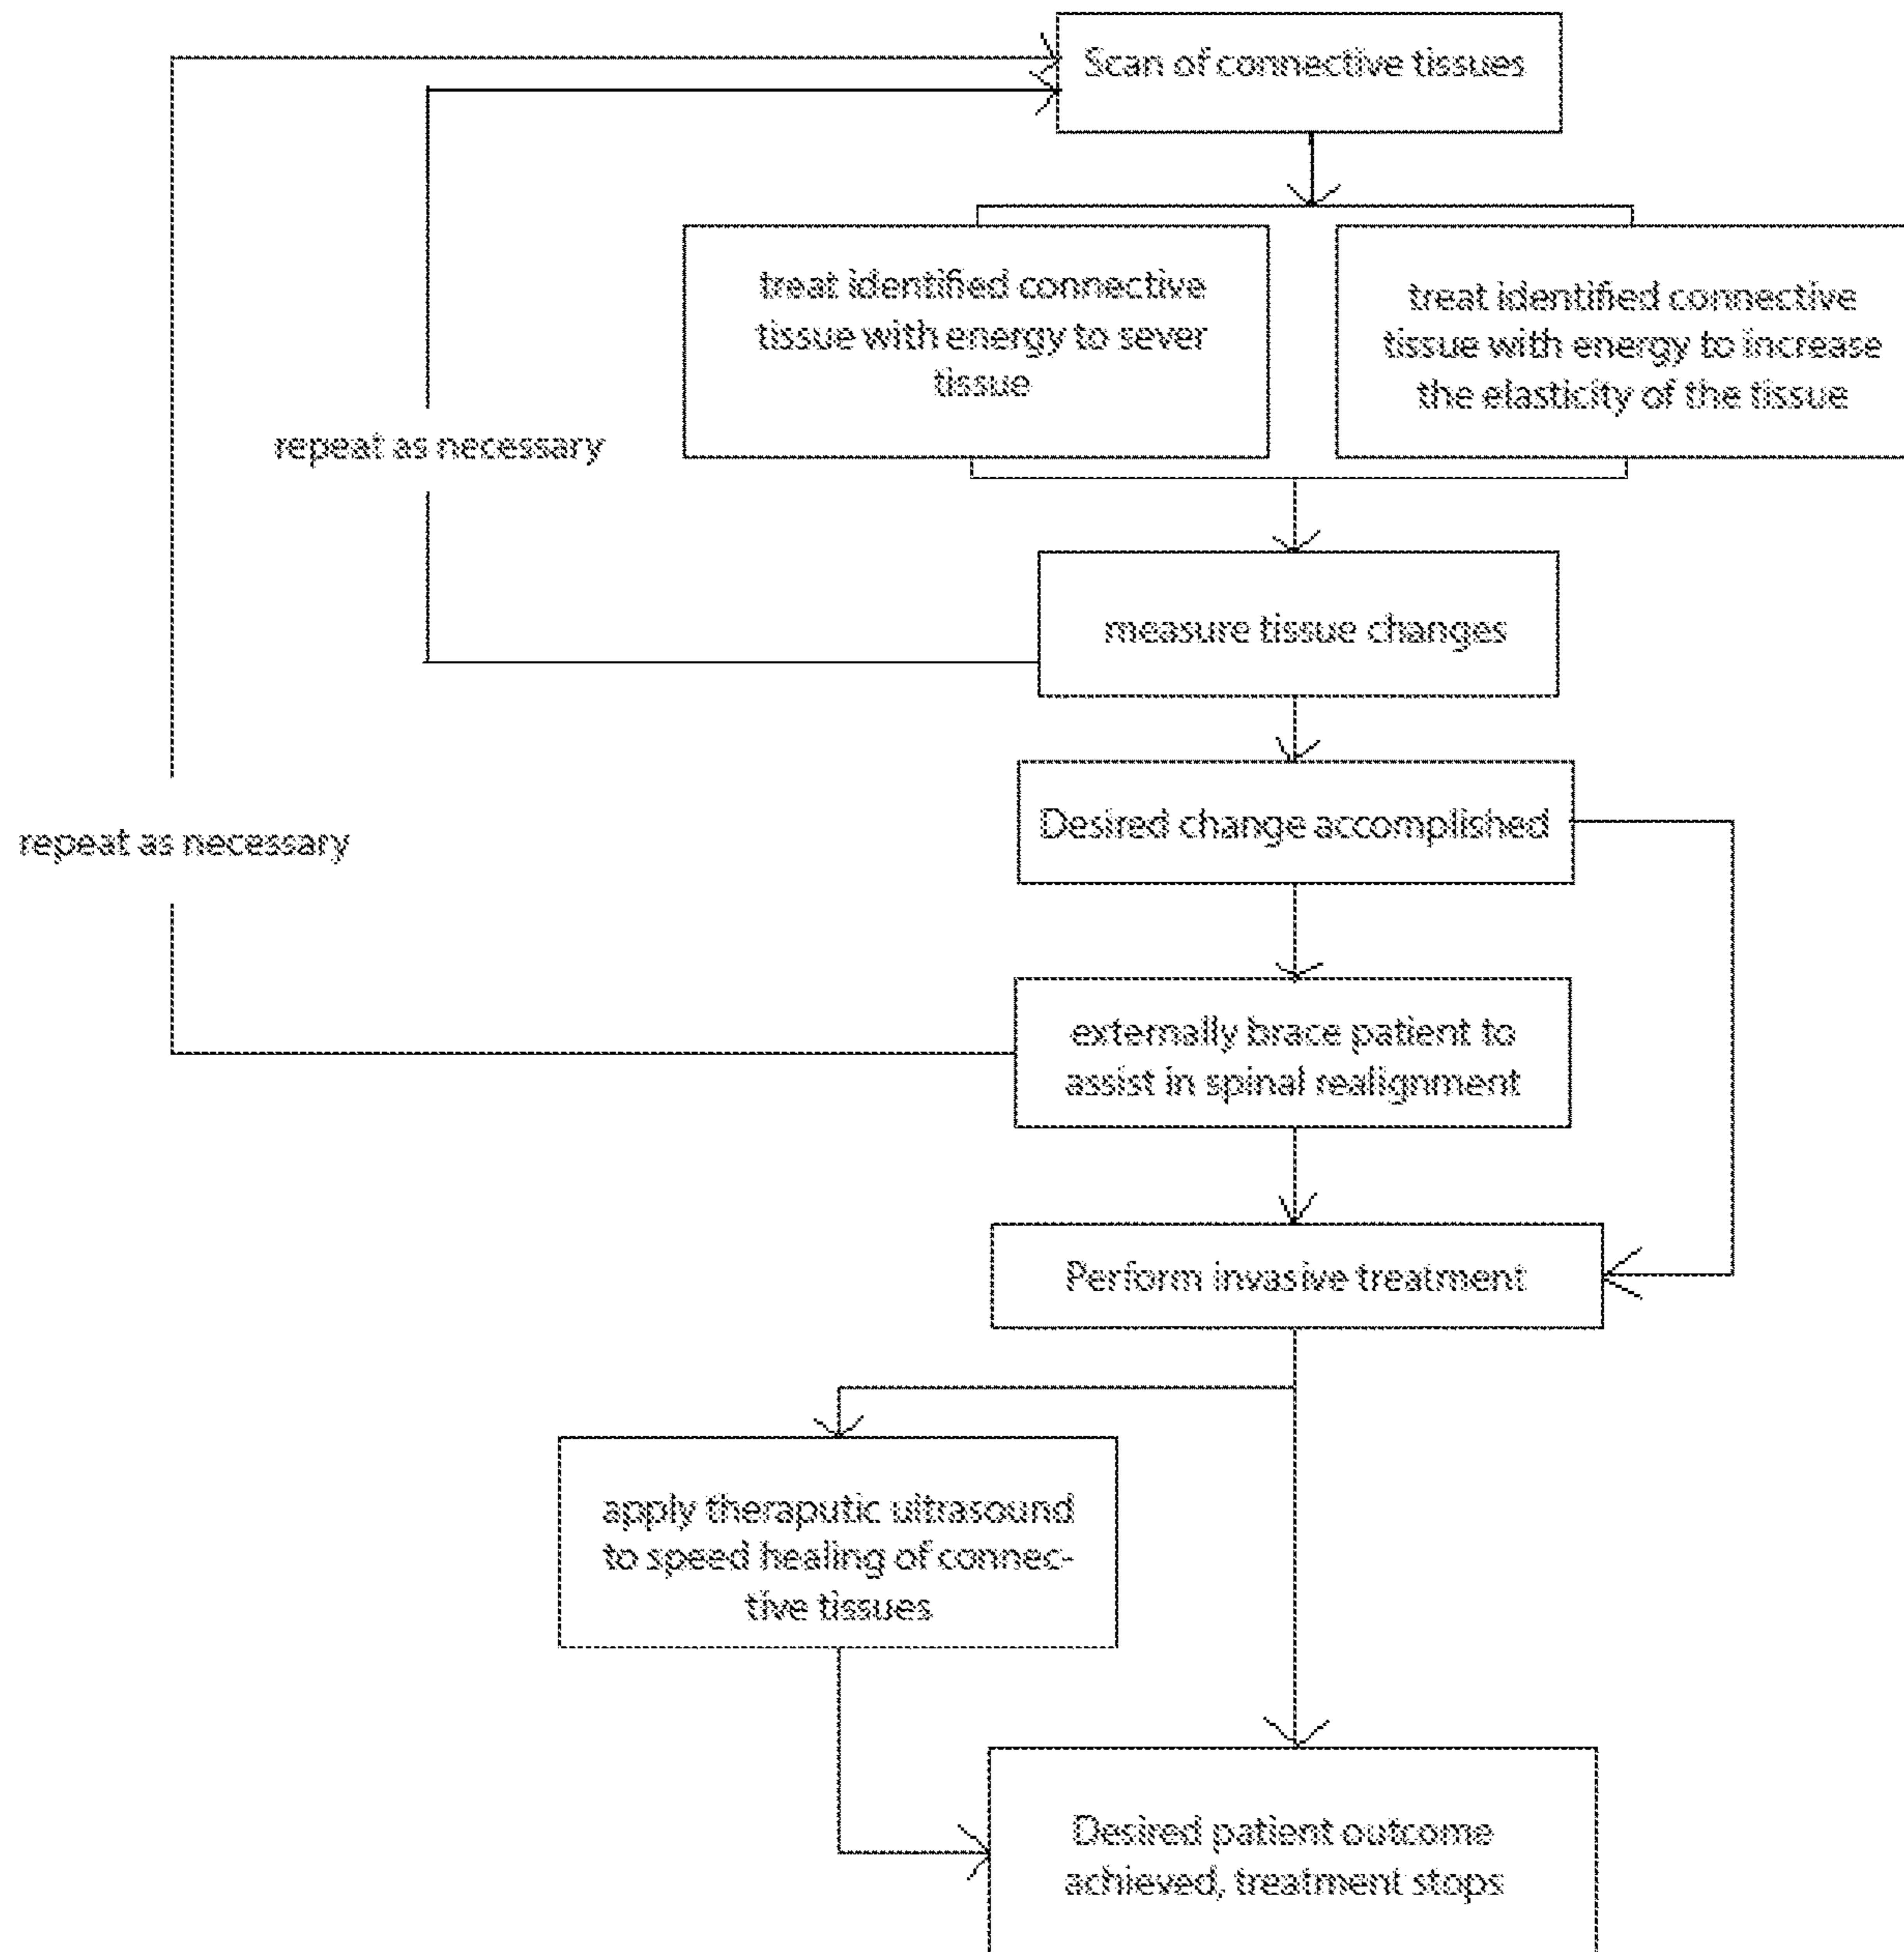 Scan of connective tissues
treat identified connective
tissue with energy to sever
tissue
treat identified connective
tissue with energy to increase
the elasticity of the tissue
repeat as necessary
measure tissue changes
Desired change accomplished
repeat as necessary
externally brace patient to
assist in spinal realignment
Perform invasive treatment
apply theraputic ultrasound
to speed healing of connec-
tive tissues
Desired patient outcome
achieved, treatment stops